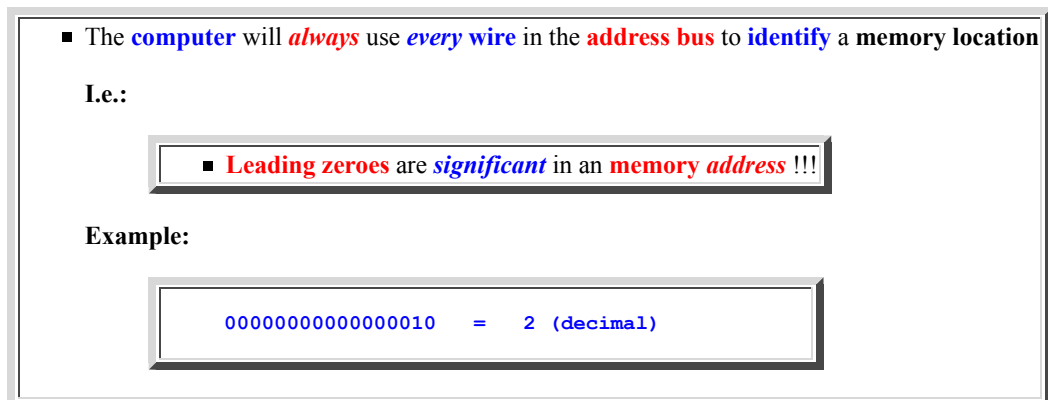 The computer will always use every wire in the address bus to identify a memory location
I.e.:
Leading zeroes are significant in an memory address !!!
Example:
00000000000000010   =   2 (decimal)